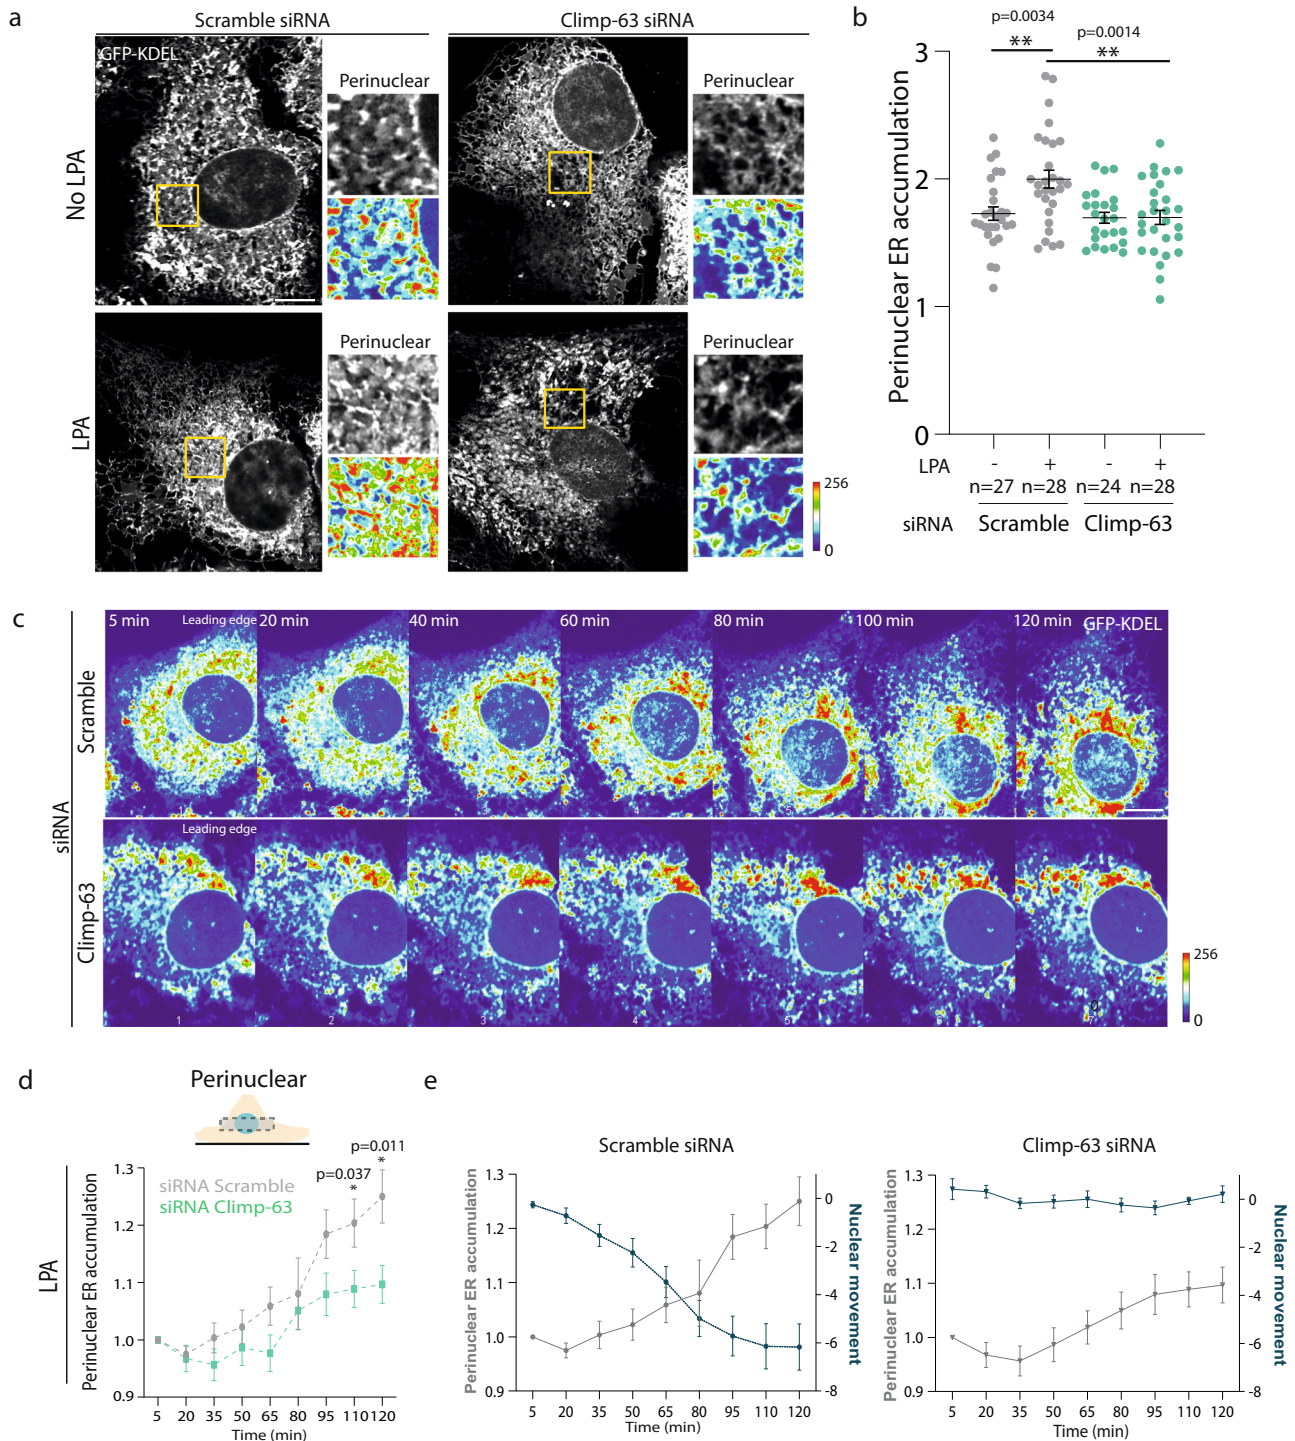 a
Scramble siRNA
Climp-63 siRNA
GFP-KDEL
Perinuclear
Perinuclear
No LPA
Perinuclear
Perinuclear
LPA
256
0
b
p=0.0034
**
p=0.0014
**
Perinuclear ER accumulation
3
2
1
0
LPA - + - +
n=27 n=28 n=24 n=28
siRNA Scramble Climp-63
c
5 min Leading edge 20 min 40 min 60 min 80 min 100 min 120 min GFP-KDEL
Scramble
siRNA
Leading edge
Climp-63
1 2 3 4 5 6 7
256
0
d
Perinuclear
LPA
p=0.011
*
p=0.037
*
siRNA Scramble
siRNA Climp-63
Perinuclear ER accumulation
1.3
1.2
1.1
1.0
0.9
5 20 35 50 65 80 95 110 120
Time (min)
e
Scramble siRNA
Perinuclear ER accumulation
1.3
1.2
1.1
1.0
0.9
0
-2
-4
-6
-8
Nuclear movement
5 20 35 50 65 80 95 110 120
Time (min)
Climp-63 siRNA
Perinuclear ER accumulation
1.3
1.2
1.1
1.0
0.9
0
-2
-4
-6
-8
Nuclear movement
5 20 35 50 65 80 95 110 120
Time (min)